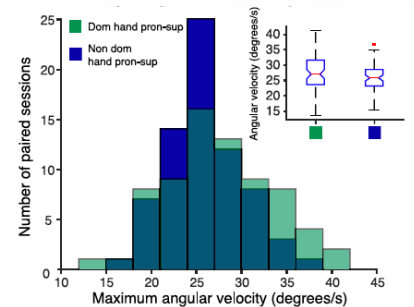 25
20
15
10
5
0
Number of paired sessions
Dom hand pron-sup
Non dom
hand pron-sup
Angular velocity (degrees/s)
40
35
30
25
20
15
10 15 20 25 30 35 40 45
Maximum angular velocity (degrees/s)